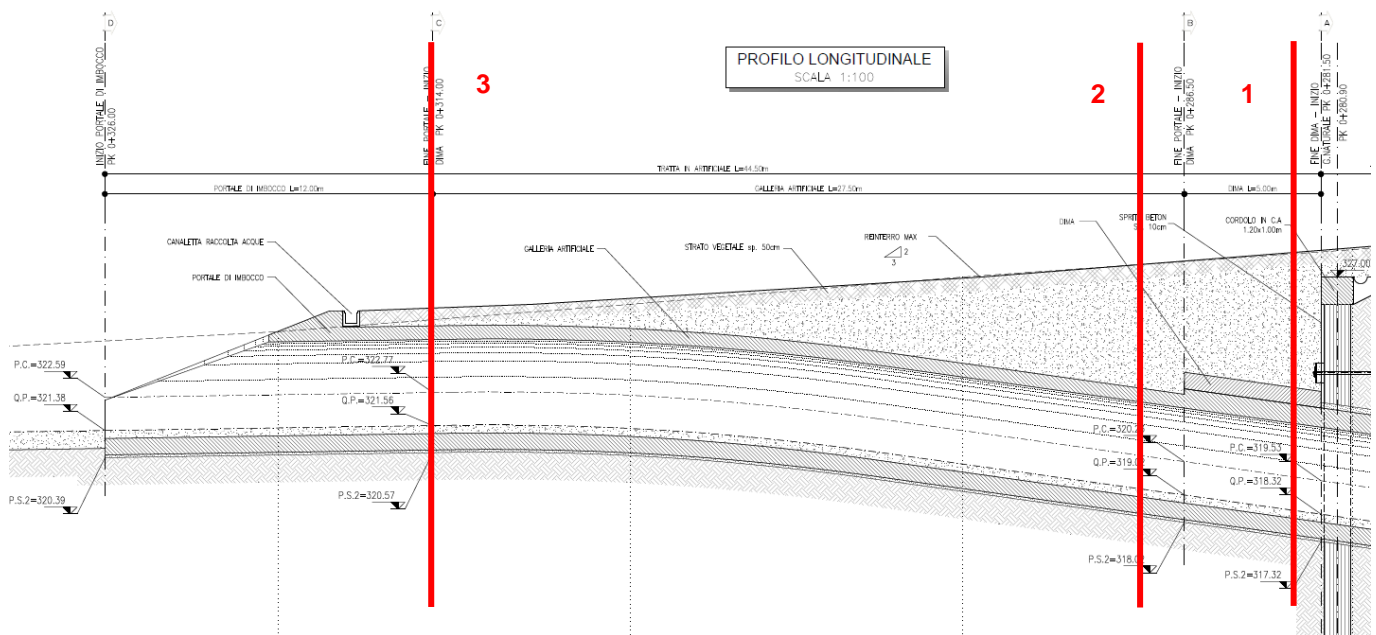 D
C
B
A
PROFILO LONGITUDINALE
SCALA 1:100
3
2
1
INIZIO PORTALE DI IMBOCCO
PK 0+326.00
FINE PORTALE - INIZIO
DIMA PK 0+314.00
FINE PORTALE - INIZIO
DIMA PK 0+286.50
FINE DIMA - INIZIO
G.NATURALE PK 0+281.50
PK 0+280.90
TRATTA IN ARTIFICIALE L=44.50m
PORTALE DI IMBOCCO L=12.00m
GALLERIA ARTIFICIALE L=27.50m
DIMA L=5.00m
CANALETTA RACCOLTA ACQUE
PORTALE DI IMBOCCO
GALLERIA ARTIFICIALE
STRATO VEGETALE sp. 50cm
REINTERRO MAX
2
3
DIMA
BETON
10cm
CORDOLO IN C.A
1.20x1.00m
327.00
P.C.=322.59
Q.P.=321.38
P.S.2=320.39
P.C.=322.77
Q.P.=321.56
P.S.2=320.57
P.C.=320.2
Q.P.=319.0
P.S.2=318.0
P.C.=319.53
Q.P.=318.32
P.S.2=317.32